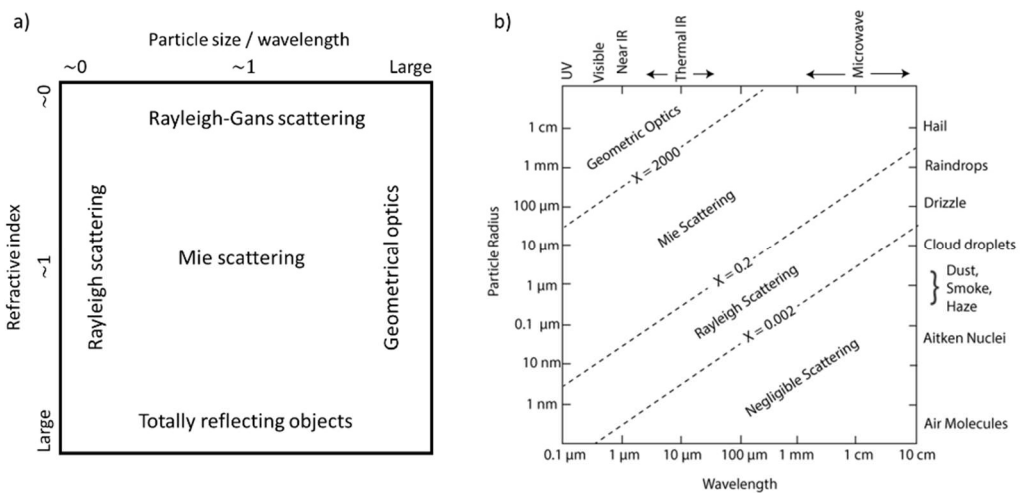 a)
Particle size / wavelength
~0
~1
Large
~0
~1
Large
Refractive index
Rayleigh-Gans scattering
Rayleigh scattering
Mie scattering
Geometrical optics
Totally reflecting objects
b)
UV
Visible
Near IR
Thermal IR
Microwave
Particle Radius
1 cm
1 mm
100 µm
10 µm
1 µm
0.1 µm
10 nm
1 nm
Geometric Optics
X = 2000
Mie Scattering
X = 0.2
Rayleigh Scattering
X = 0.002
Negligible Scattering
Hail
Raindrops
Drizzle
Cloud droplets
Dust,
Smoke,
Haze
Aitken Nuclei
Air Molecules
0.1 µm
1 µm
10 µm
100 µm
1 mm
1 cm
10 cm
Wavelength